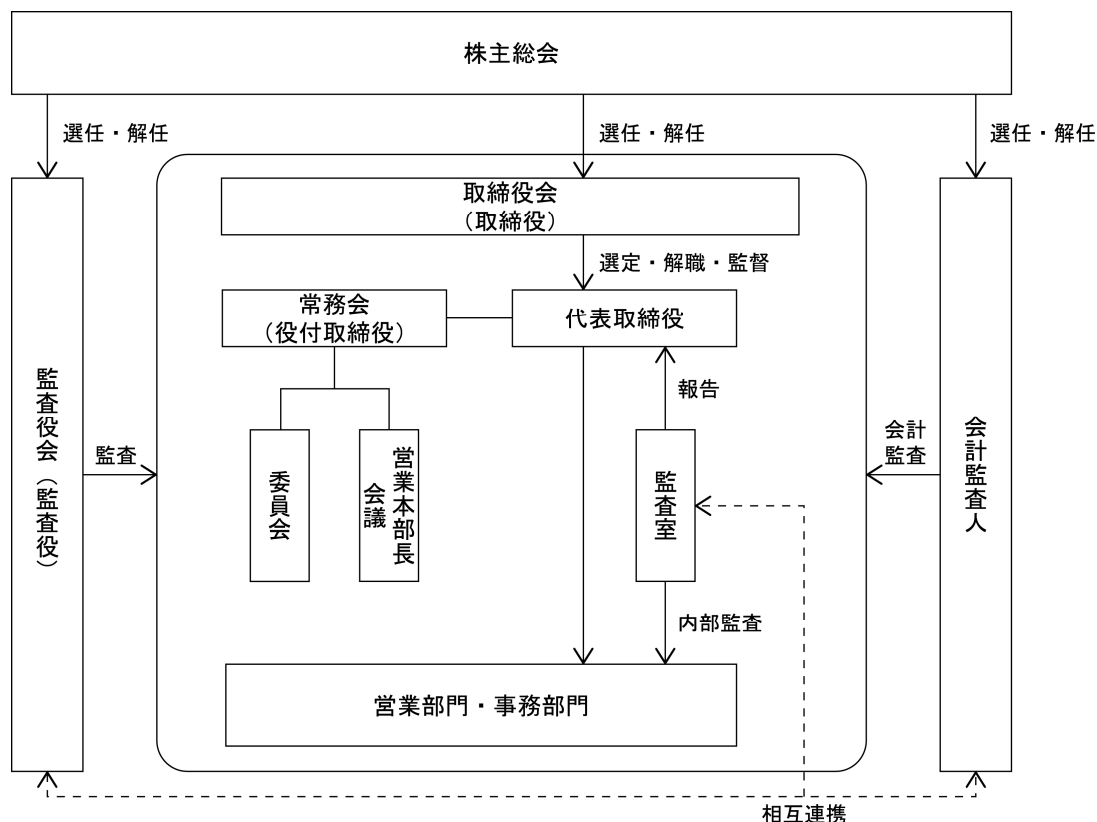 株主総会
選任・解任
選任・解任
選任・解任
取締役会
（取締役）
選定・解職・監督
常務会
（役付取締役）
代表取締役
報告
監査役会（監査役）
監査
委員会
営業本部長
会議
監査室
会計
監査
会計監査人
内部監査
営業部門・事務部門
相互連携